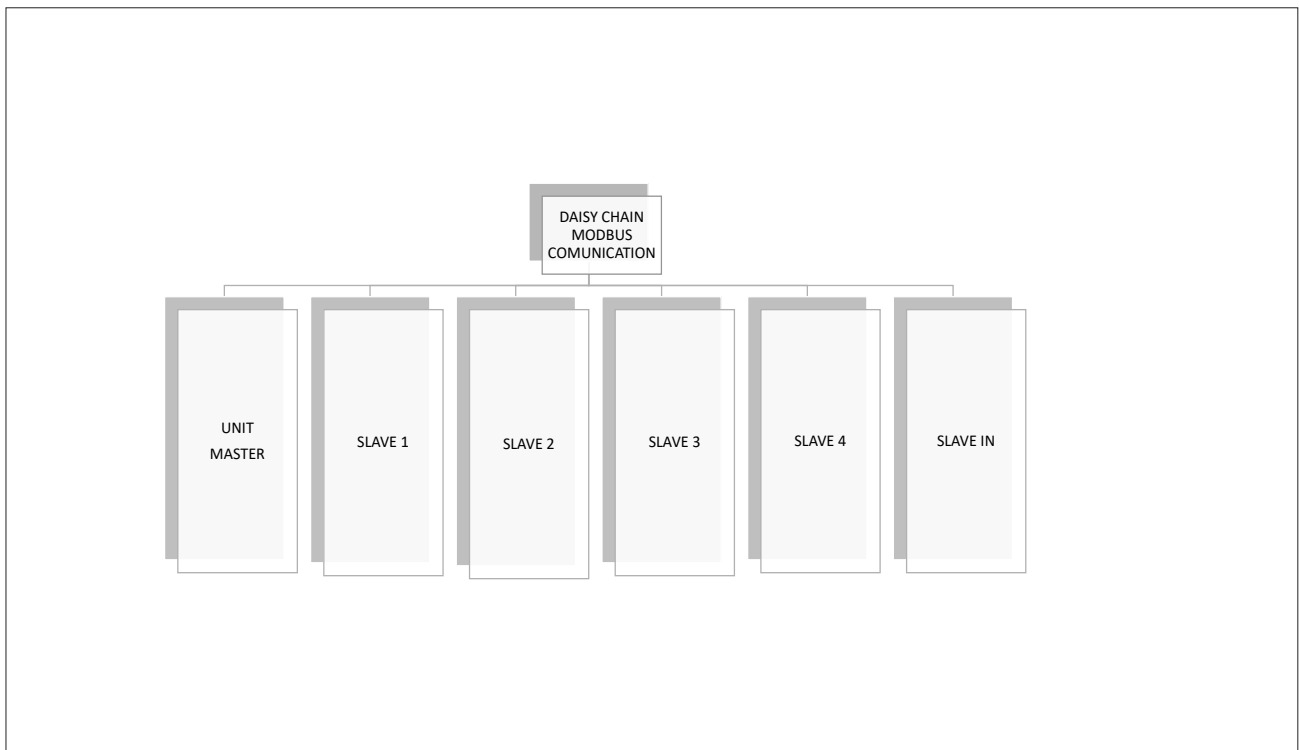 DAISY CHAIN
MODBUS
COMUNICATION
UNIT
MASTER
SLAVE 1
SLAVE 2
SLAVE 3
SLAVE 4
SLAVE IN